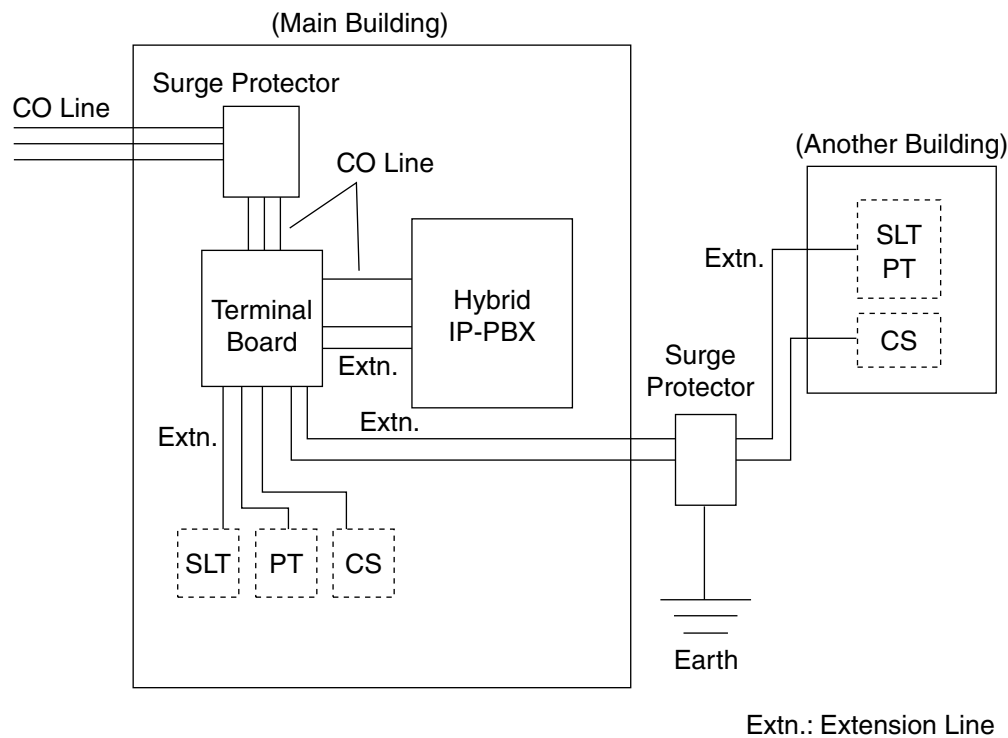 (Main Building)
Surge Protector
CO Line
CO Line
(Another Building)
SLT
PT
Extn.
Terminal
Board
Hybrid
IP-PBX
CS
Extn.
Surge
Protector
Extn.
Extn.
SLT
PT
CS
Earth
Extn.: Extension Line